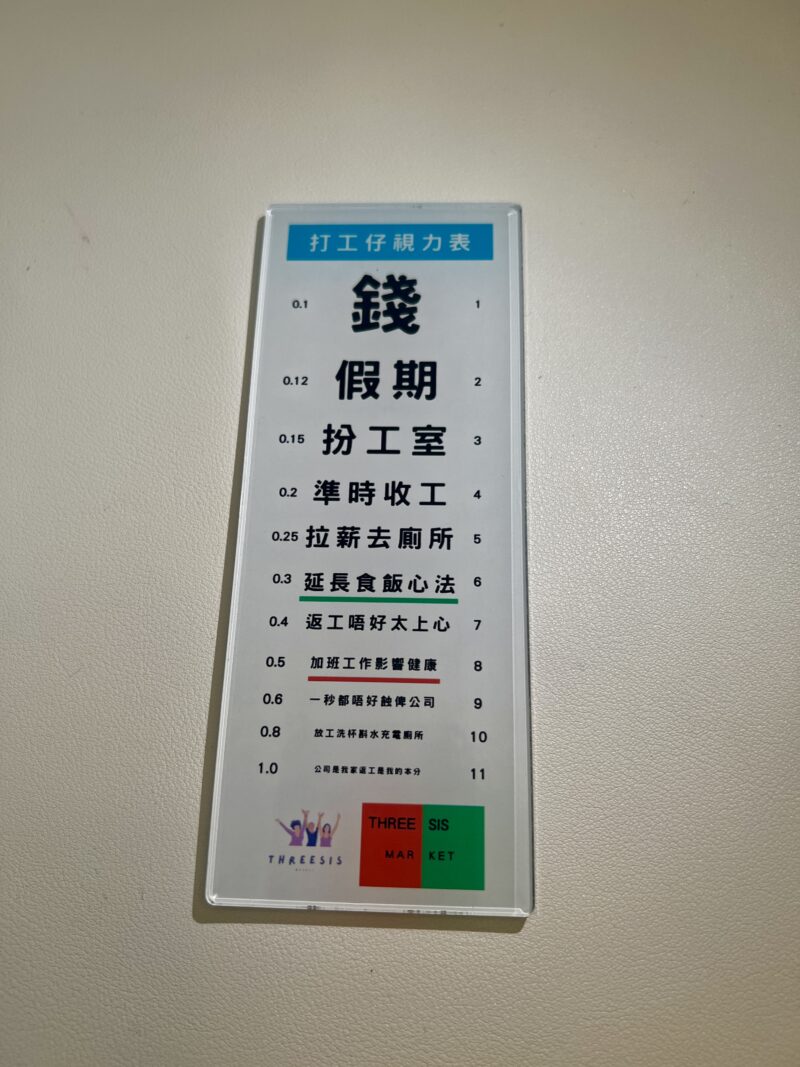 打工仔視力表
0.1 錢 1
0.12 假期 2
0.15 扮工室 3
0.2 準時收工 4
0.25 拉薪去廁所 5
0.3 延長食飯心法 6
0.4 返工唔好太上心 7
0.5 加班工作影響健康 8
0.6 一秒都唔好蝕俾公司 9
0.8 放工洗杯斟水充電廁所 10
1.0 公司是我家返工是我的本分 11
THREE SIS
MARKET
THREESIS